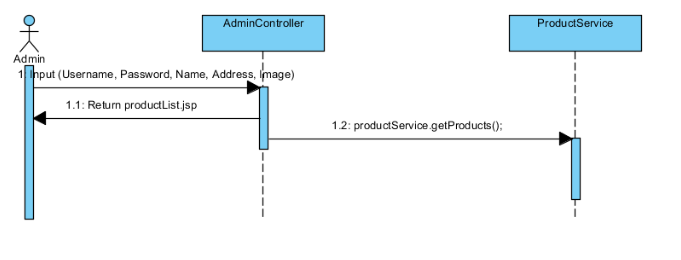 AdminController
ProductService
Admin
1: Input (Username, Password, Name, Address, Image)
1.1: Return productList.jsp
1.2: productService.getProducts();